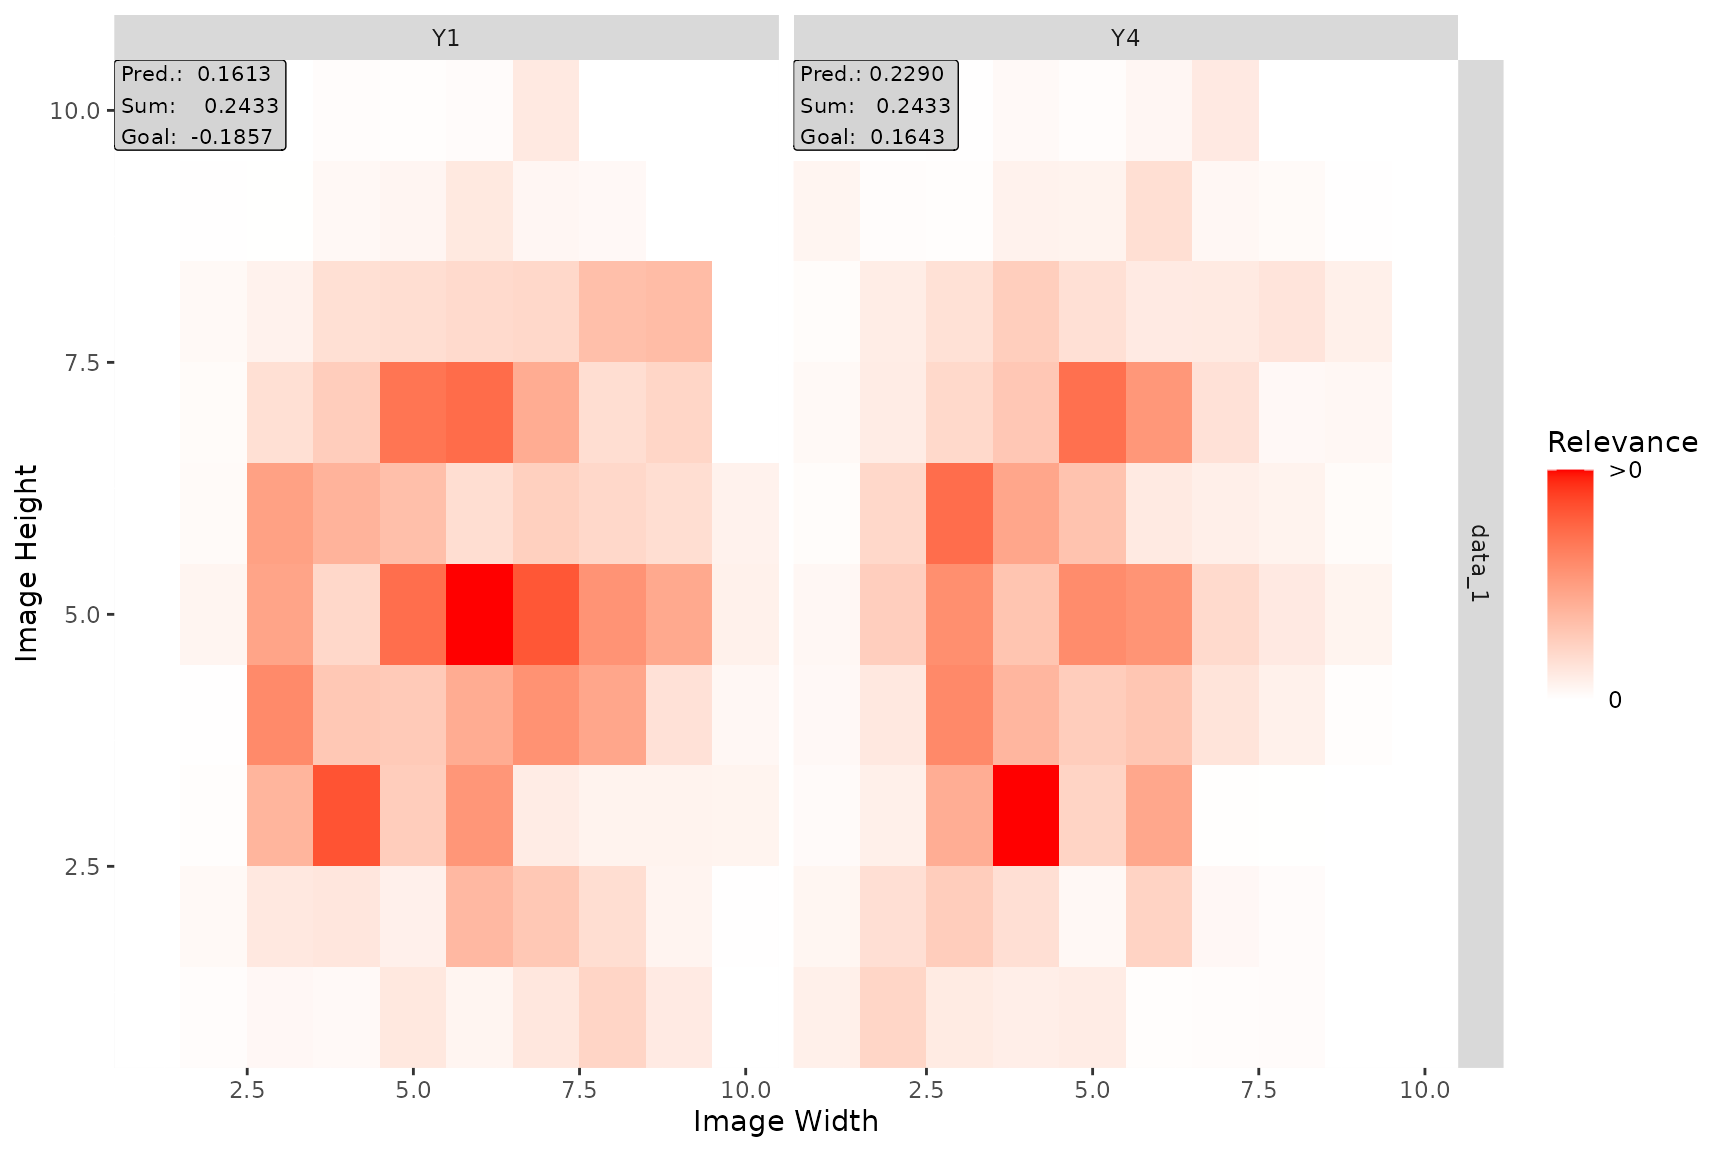 Y1
Y4
Pred.: 0.1613
Sum: 0.2433
Goal: -0.1857
Pred.: 0.2290
Sum: 0.2433
Goal: 0.1643
10.0
7.5
5.0
2.5
Image Height
data_1
Relevance
>0
0
2.5
5.0
7.5
10.0
2.5
5.0
7.5
10.0
Image Width